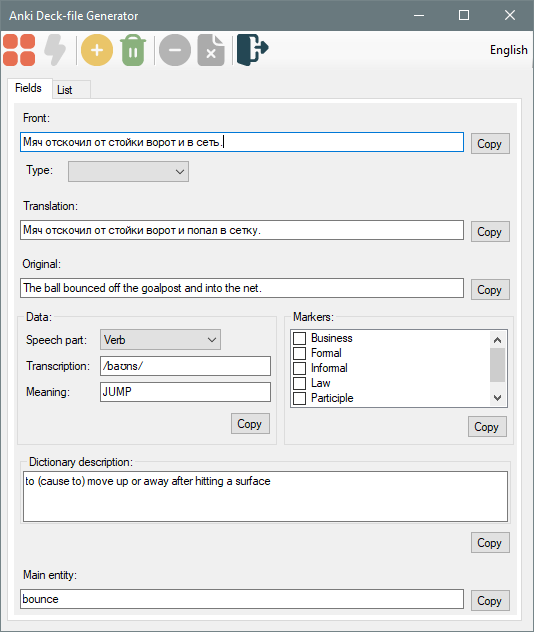 Anki Deck-file Generator
English
Fields List
Front:
Мяч отскочил от стойки ворот и в сеть.
Copy
Type:
Translation:
Мяч отскочил от стойки ворот и попал в сетку.
Copy
Original:
The ball bounced off the goalpost and into the net.
Copy
Data:
Speech part: Verb
Transcription: /baʊns/
Meaning: JUMP
Copy
Markers:
Business
Formal
Informal
Law
Participle
Copy
Dictionary description:
to (cause to) move up or away after hitting a surface
Copy
Main entity:
bounce
Copy